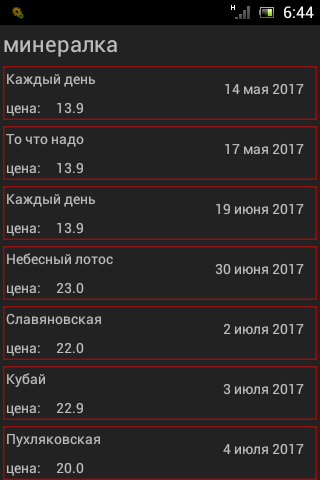 H 6:44
минералка
Каждый день
14 мая 2017
цена: 13.9
То что надо
17 мая 2017
цена: 13.9
Каждый день
19 июня 2017
цена: 13.9
Небесный лотос
30 июня 2017
цена: 23.0
Славяновская
2 июля 2017
цена: 22.0
Кубай
3 июля 2017
цена: 22.9
Пухляковская
4 июля 2017
цена: 20.0